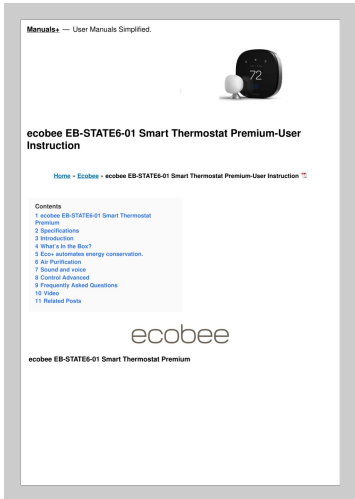 Manuals+ — User Manuals Simplified.
72
ecobee EB-STATE6-01 Smart Thermostat Premium-User
Instruction
Home » Ecobee » ecobee EB-STATE6-01 Smart Thermostat Premium-User Instruction
Contents
1 ecobee EB-STATE6-01 Smart Thermostat
Premium
2 Specifications
3 Introduction
4 What's In the Box?
5 Eco+ automates energy conservation.
6 Air Purification
7 Sound and voice
8 Control Advanced
9 Frequently Asked Questions
10 Video
11 Related Posts
ecobee
ecobee EB-STATE6-01 Smart Thermostat Premium